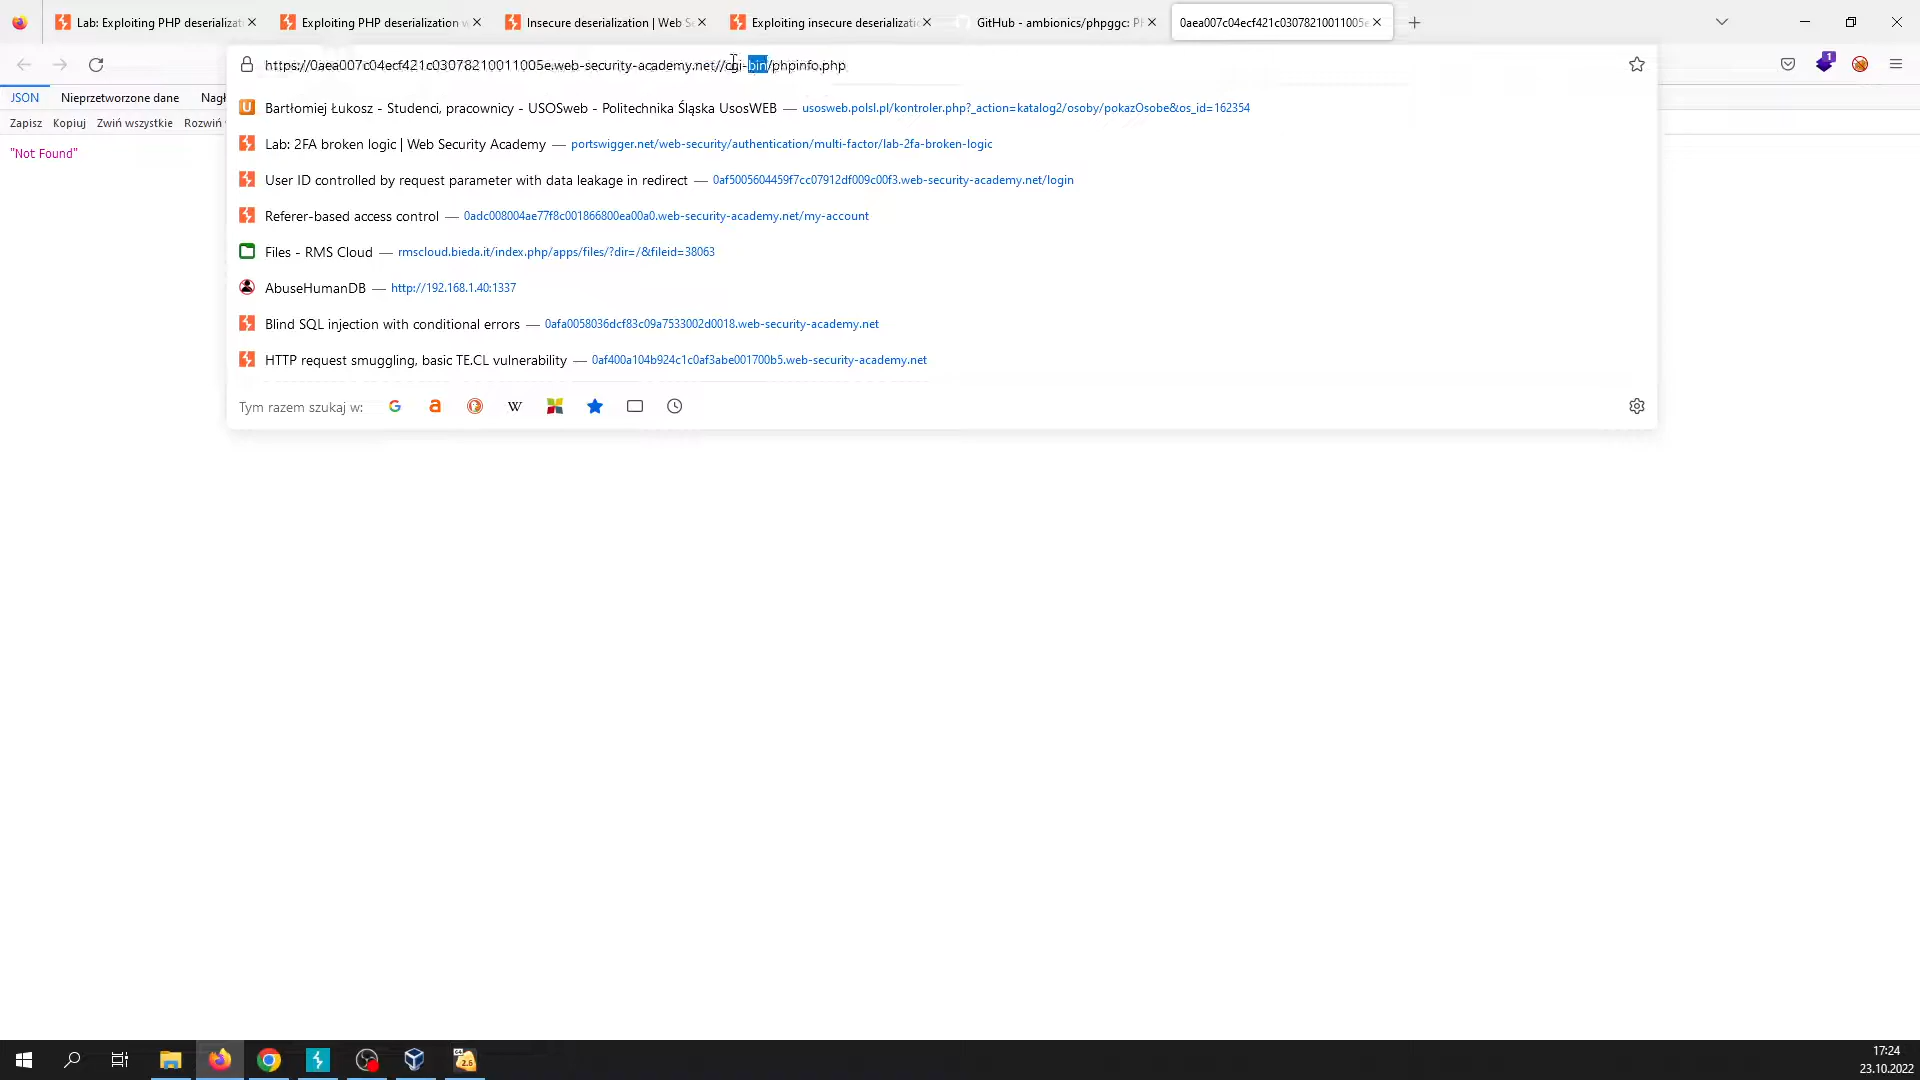 Lab: Exploiting PHP deserializati
Exploiting PHP deserialization w
Insecure deserialization | Web S
Exploiting insecure deserializatio
GitHub - ambionics/phpggc: PH
0aea007c04ecf421c03078210011005e
https://0aea007c04ecf421c03078210011005e.web-security-academy.net//cgi-bin/phpinfo.php
1
JSON
Nieprzetworzone dane
Nagł
Zapisz
Kopiuj
Zwiń wszystkie
Rozwiń
"Not Found"
Bartłomiej Łukosz - Studenci, pracownicy - USOSweb - Politechnika Śląska UsosWEB — usosweb.polsl.pl/kontroler.php?_action=katalog2/osoby/pokazOsobe&os_id=162354
Lab: 2FA broken logic | Web Security Academy — portswigger.net/web-security/authentication/multi-factor/lab-2fa-broken-logic
User ID controlled by request parameter with data leakage in redirect — 0af5005604459f7cc07912df009c00f3.web-security-academy.net/login
Referer-based access control — 0adc008004ae77f8c001866800ea00a0.web-security-academy.net/my-account
Files - RMS Cloud — rmscloud.bieda.it/index.php/apps/files/?dir=/&fileid=38063
AbuseHumanDB — http://192.168.1.40:1337
Blind SQL injection with conditional errors — 0afa0058036dcf83c09a7533002d0018.web-security-academy.net
HTTP request smuggling, basic TE.CL vulnerability — 0af400a104b924c1c0af3abe001700b5.web-security-academy.net
Tym razem szukaj w:
17:24
23.10.2022